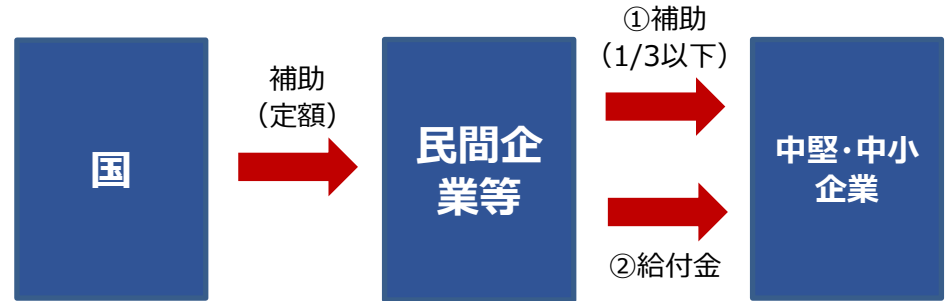 国
補助
（定額）
民間企
業等
①補助
（1/3以下）
②給付金
中堅・中小
企業